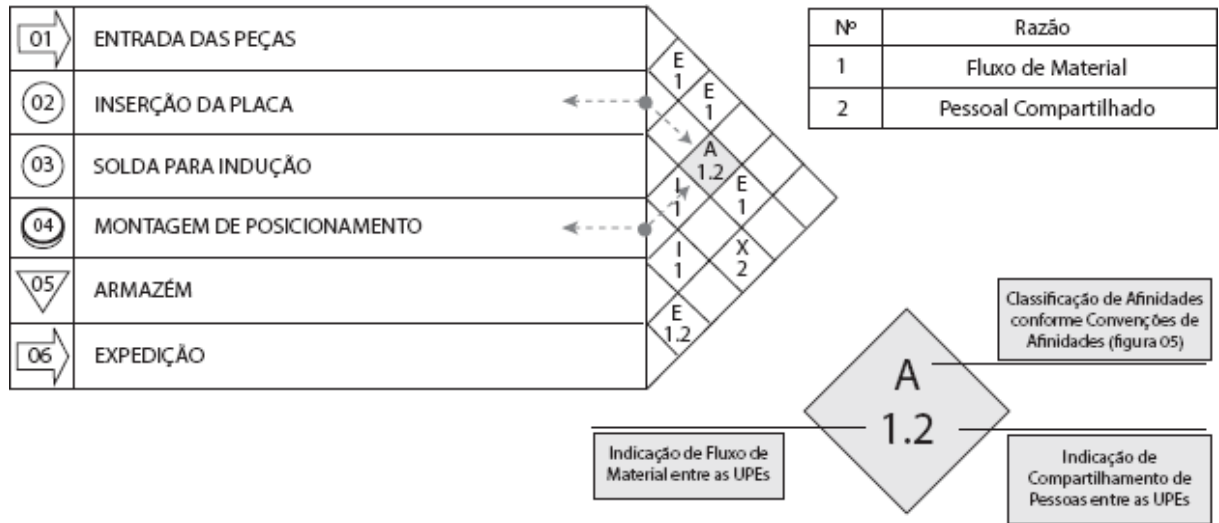 01 ENTRADA DAS PEÇAS
02 INSERÇÃO DA PLACA
03 SOLDA PARA INDUÇÃO
04 MONTAGEM DE POSICIONAMENTO
05 ARMAZÉM
06 EXPEDIÇÃO
E
1
E
1
A
1.2
I
1
E
1
I
1
X
2
E
1.2
Nº Razão
1 Fluxo de Material
2 Pessoal Compartilhado
Classificação de Afinidades
conforme Convenções de
Afinidades (figura 05)
A
1.2
Indicação de Fluxo de
Material entre as UPEs
Indicação de
Compartilhamento de
Pessoas entre as UPEs